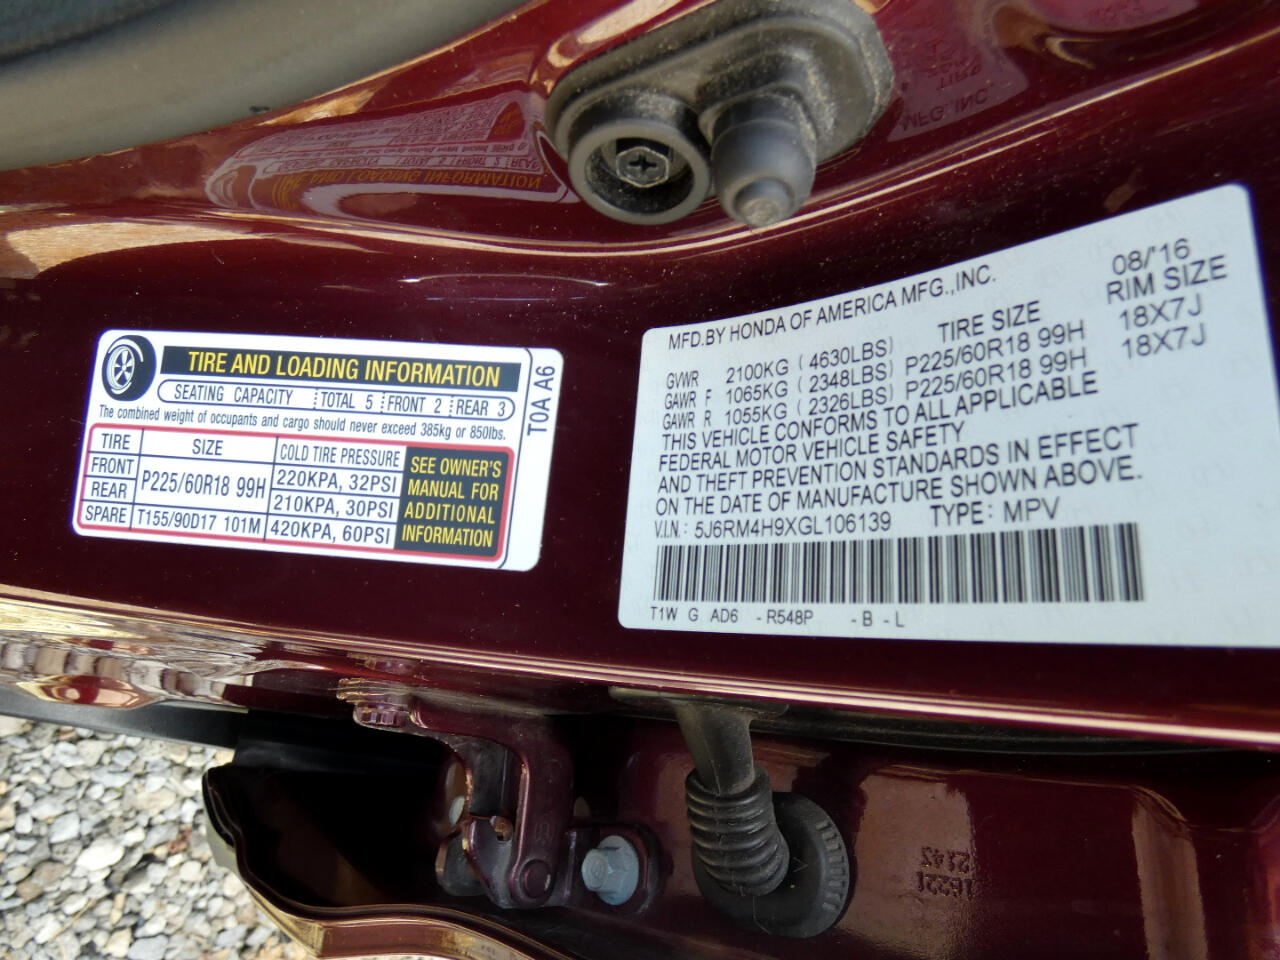 TIRE AND LOADING INFORMATION
SEATING CAPACITY TOTAL 5 FRONT 2 REAR 3
The combined weight of occupants and cargo should never exceed 385kg or 850lbs.
TIRE SIZE COLD TIRE PRESSURE
FRONT P225/60R18 99H 220KPA, 32PSI
REAR 210KPA, 30PSI
SPARE T155/90D17 101M 420KPA, 60PSI
SEE OWNER'S
MANUAL FOR
ADDITIONAL
INFORMATION
T0A A6
MFD.BY HONDA OF AMERICA MFG.,INC. 08/'16
TIRE SIZE RIM SIZE
GVWR 2100KG (4630LBS)
GAWR F 1065KG (2348LBS) P225/60R18 99H 18X7J
GAWR R 1055KG (2326LBS) P225/60R18 99H 18X7J
THIS VEHICLE CONFORMS TO ALL APPLICABLE
FEDERAL MOTOR VEHICLE SAFETY
AND THEFT PREVENTION STANDARDS IN EFFECT
ON THE DATE OF MANUFACTURE SHOWN ABOVE.
V.I.N.: 5J6RM4H9XGL106139 TYPE: MPV
T1W G AD6 -R548P -B -L